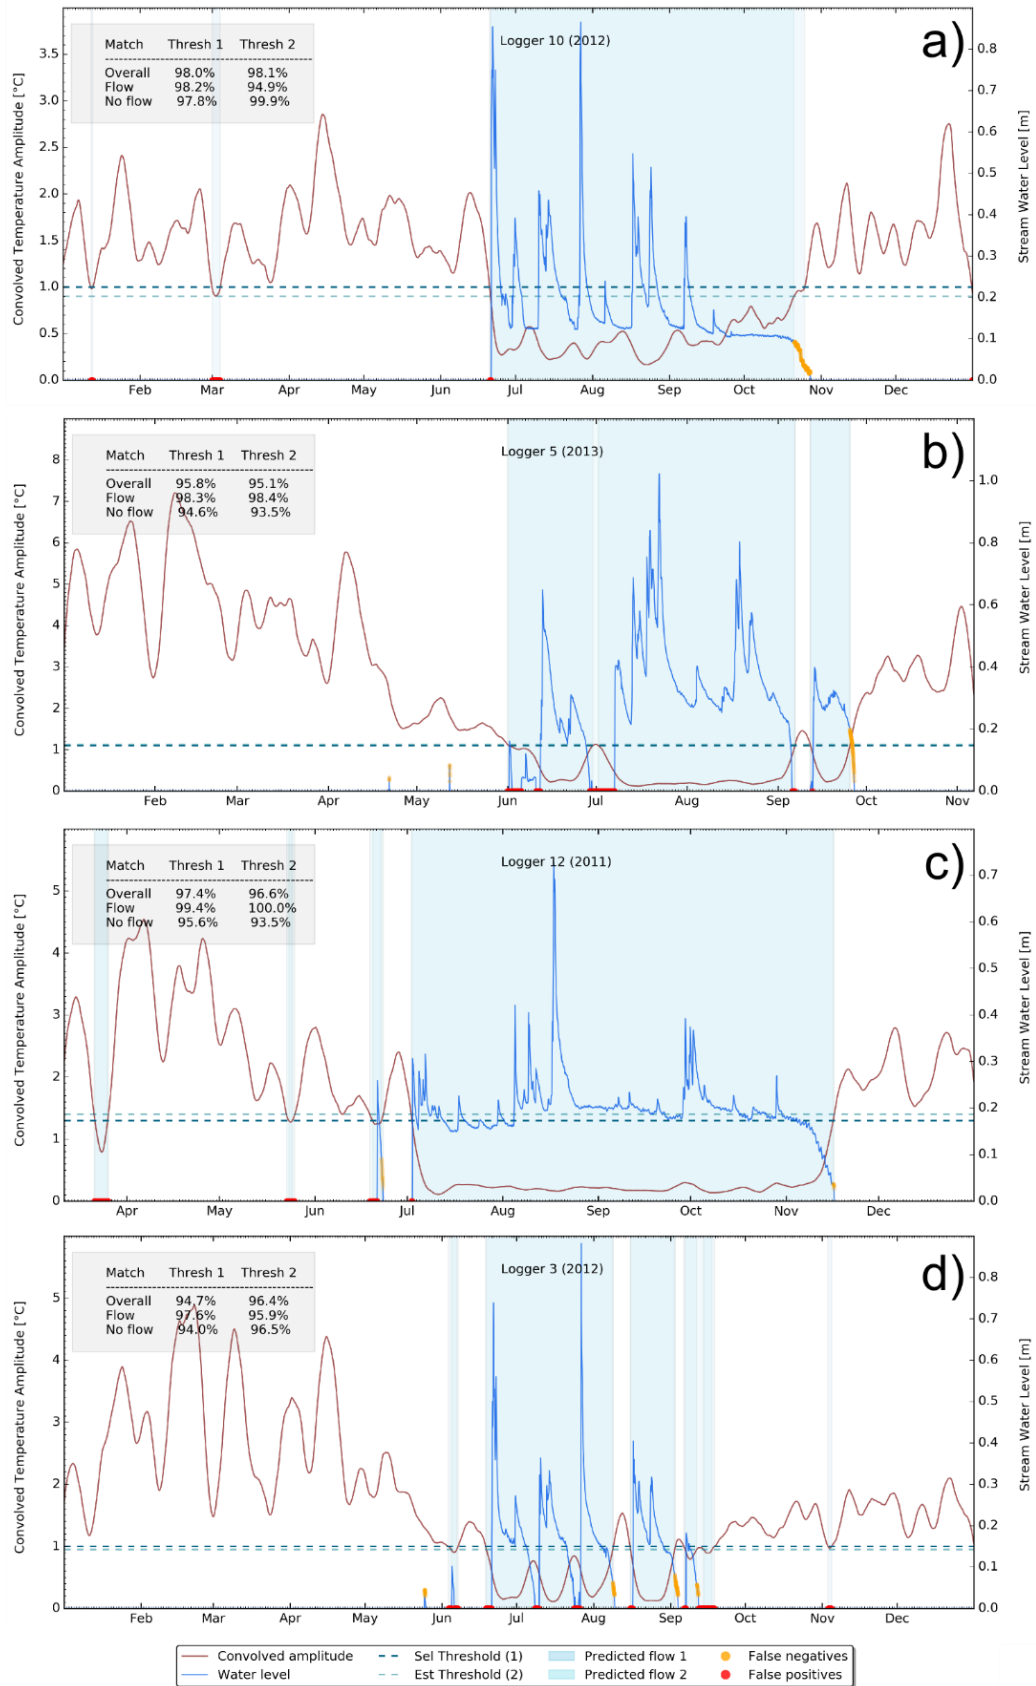 a)
Logger 10 (2012)
Match Thresh 1 Thresh 2
Overall 98.0% 98.1%
Flow 98.2% 94.9%
No flow 97.8% 99.9%
Convolved Temperature Amplitude [°C]
3.5
3.0
2.5
2.0
1.5
1.0
0.5
0.0
Stream Water Level [m]
0.8
0.7
0.6
0.5
0.4
0.3
0.2
0.1
0.0
Feb Mar Apr May Jun Jul Aug Sep Oct Nov Dec
b)
Logger 5 (2013)
Match Thresh 1 Thresh 2
Overall 95.8% 95.1%
Flow 98.3% 98.4%
No flow 94.6% 93.5%
Convolved Temperature Amplitude [°C]
8
7
6
5
4
3
2
1
0
Stream Water Level [m]
1.0
0.8
0.6
0.4
0.2
0.0
Feb Mar Apr May Jun Jul Aug Sep Oct Nov
c)
Logger 12 (2011)
Match Thresh 1 Thresh 2
Overall 97.4% 96.6%
Flow 99.4% 100.0%
No flow 95.6% 93.5%
Convolved Temperature Amplitude [°C]
5
4
3
2
1
0
Stream Water Level [m]
0.7
0.6
0.5
0.4
0.3
0.2
0.1
0.0
Apr May Jun Jul Aug Sep Oct Nov Dec
d)
Logger 3 (2012)
Match Thresh 1 Thresh 2
Overall 94.7% 96.4%
Flow 97.6% 95.9%
No flow 94.0% 96.5%
Convolved Temperature Amplitude [°C]
5
4
3
2
1
0
Stream Water Level [m]
0.8
0.7
0.6
0.5
0.4
0.3
0.2
0.1
0.0
Feb Mar Apr May Jun Jul Aug Sep Oct Nov Dec
Convolved amplitude Sel Threshold (1) Predicted flow 1 False negatives
Water level Est Threshold (2) Predicted flow 2 False positives